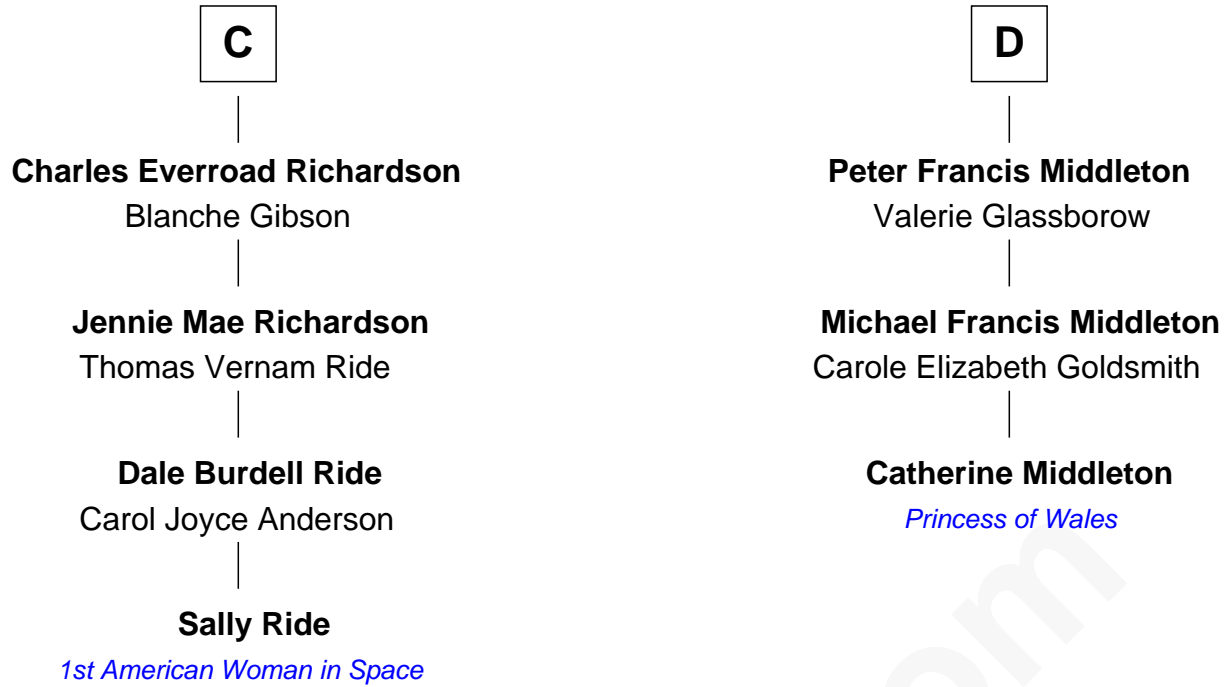 C
Charles Everroad Richardson
Blanche Gibson
Jennie Mae Richardson
Thomas Vernam Ride
Dale Burdell Ride
Carol Joyce Anderson
Sally Ride
1st American Woman in Space
D
Peter Francis Middleton
Valerie Glassborow
Michael Francis Middleton
Carole Elizabeth Goldsmith
Catherine Middleton
Princess of Wales
om